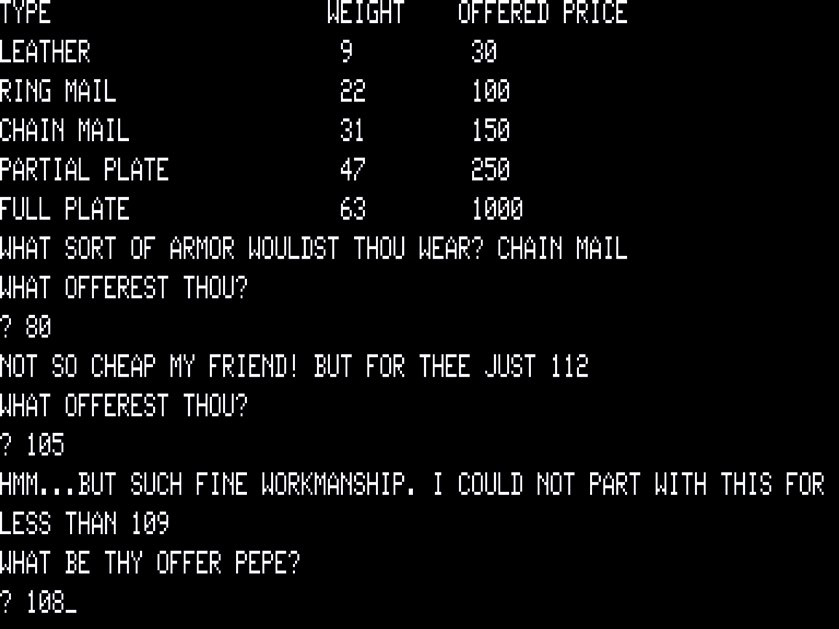 TYPE WEIGHT OFFERED PRICE
LEATHER 9 30
RING MAIL 22 100
CHAIN MAIL 31 150
PARTIAL PLATE 47 250
FULL PLATE 63 1000
WHAT SORT OF ARMOR WOULDST THOU WEAR? CHAIN MAIL
WHAT OFFEREST THOU?
? 80
NOT SO CHEAP MY FRIEND! BUT FOR THEE JUST 112
WHAT OFFEREST THOU?
? 105
HMM...BUT SUCH FINE WORKMANSHIP. I COULD NOT PART WITH THIS FOR
LESS THAN 109
WHAT BE THY OFFER PEPE?
? 108_